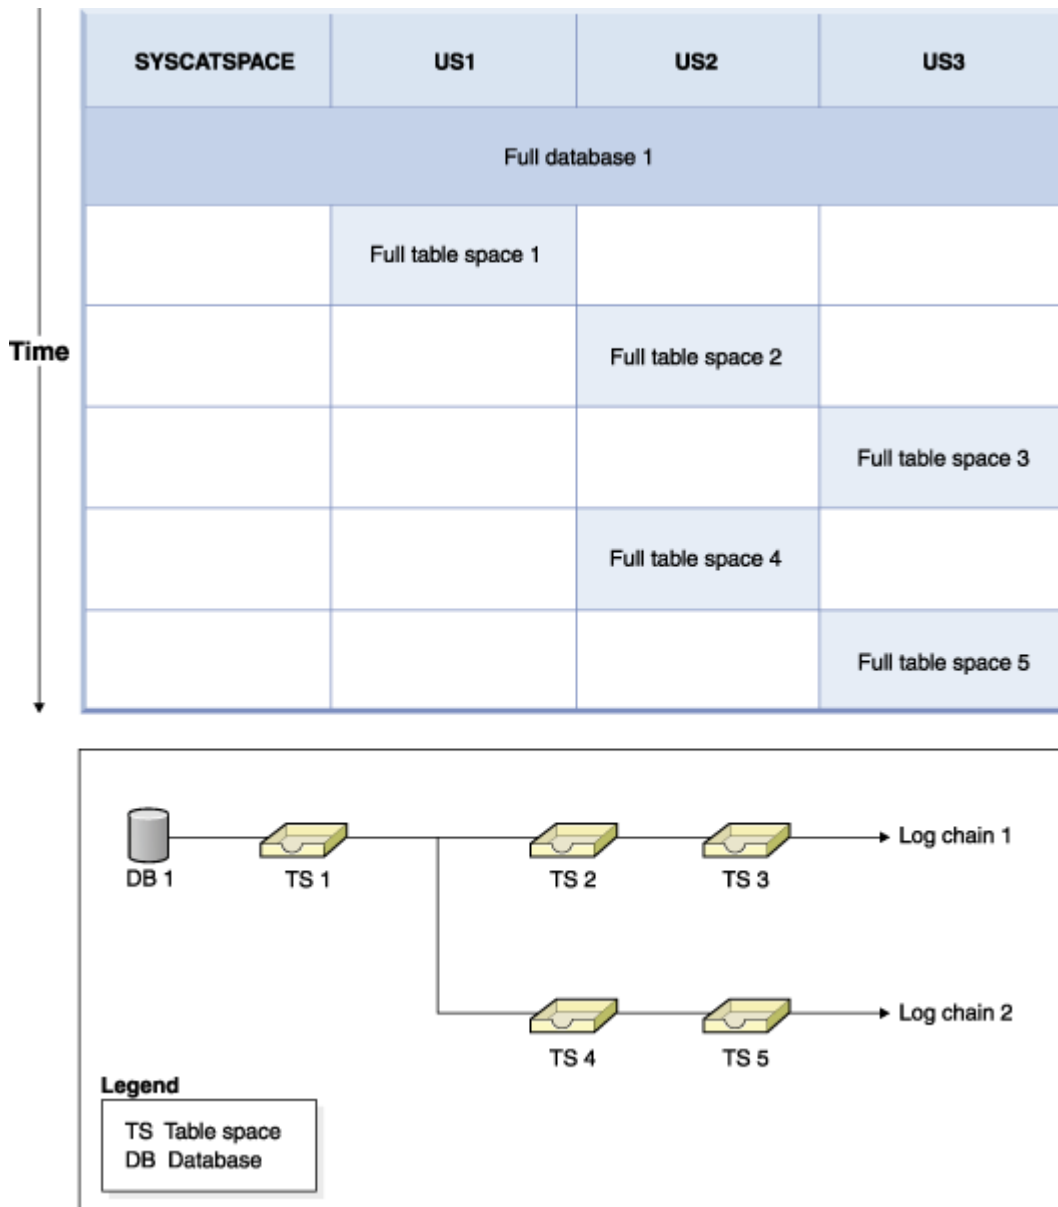 SYSCATSPACE US1 US2 US3
Full database 1
Full table space 1
Time
Full table space 2
Full table space 3
Full table space 4
Full table space 5
DB 1 TS 1 TS 2 TS 3 Log chain 1
TS 4 TS 5 Log chain 2
Legend
TS Table space
DB Database